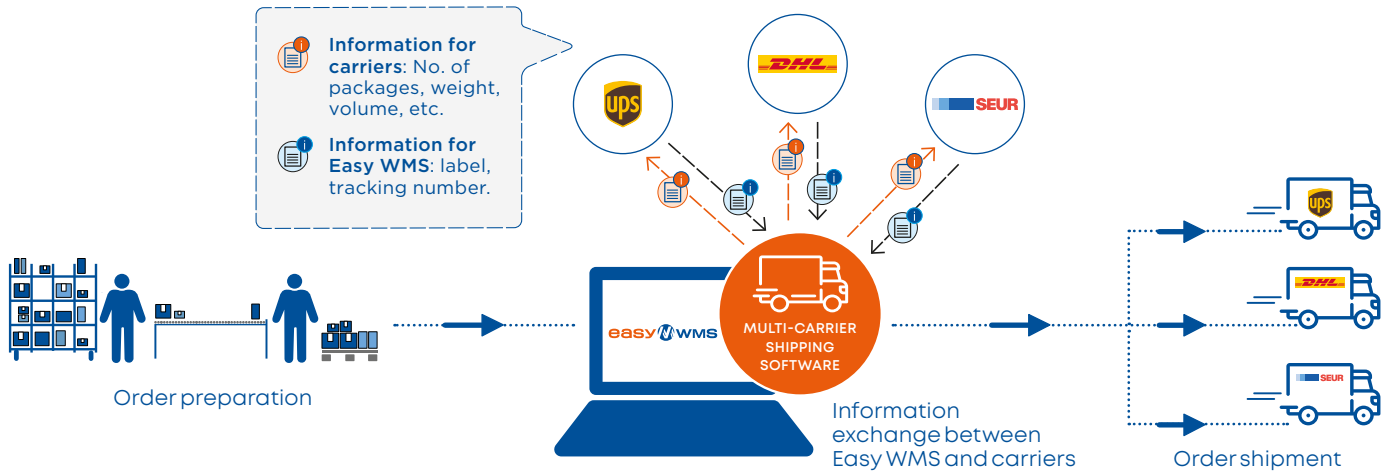 Information for
carriers: No. of
packages, weight,
volume, etc.
Information for
Easy WMS: label,
tracking number.
i
i
ups
DHL
SEUR
i
i
i
i
i
i
easy WMS
MULTI-CARRIER
SHIPPING
SOFTWARE
ups
DHL
SEUR
Order preparation
Information
exchange between
Easy WMS and carriers
Order shipment